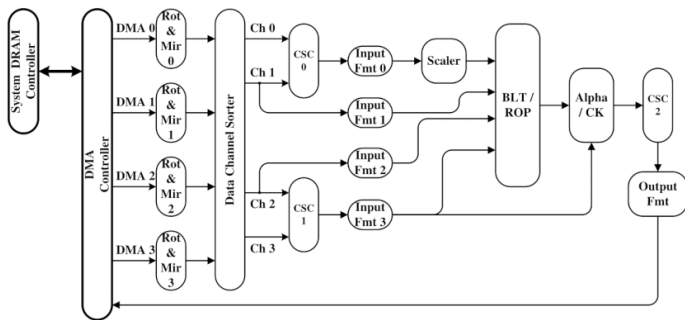 System DRAM
Controller
DMA
Controller
DMA 0
DMA 1
DMA 2
DMA 3
Rot
&
Mir
0
Rot
&
Mir
1
Rot
&
Mir
2
Rot
&
Mir
3
Data Channel Sorter
Ch 0
Ch 1
Ch 2
Ch 3
CSC
0
CSC
1
Input
Fmt 0
Input
Fmt 1
Input
Fmt 2
Input
Fmt 3
Scaler
BLT /
ROP
Alpha
/ CK
CSC
2
Output
Fmt